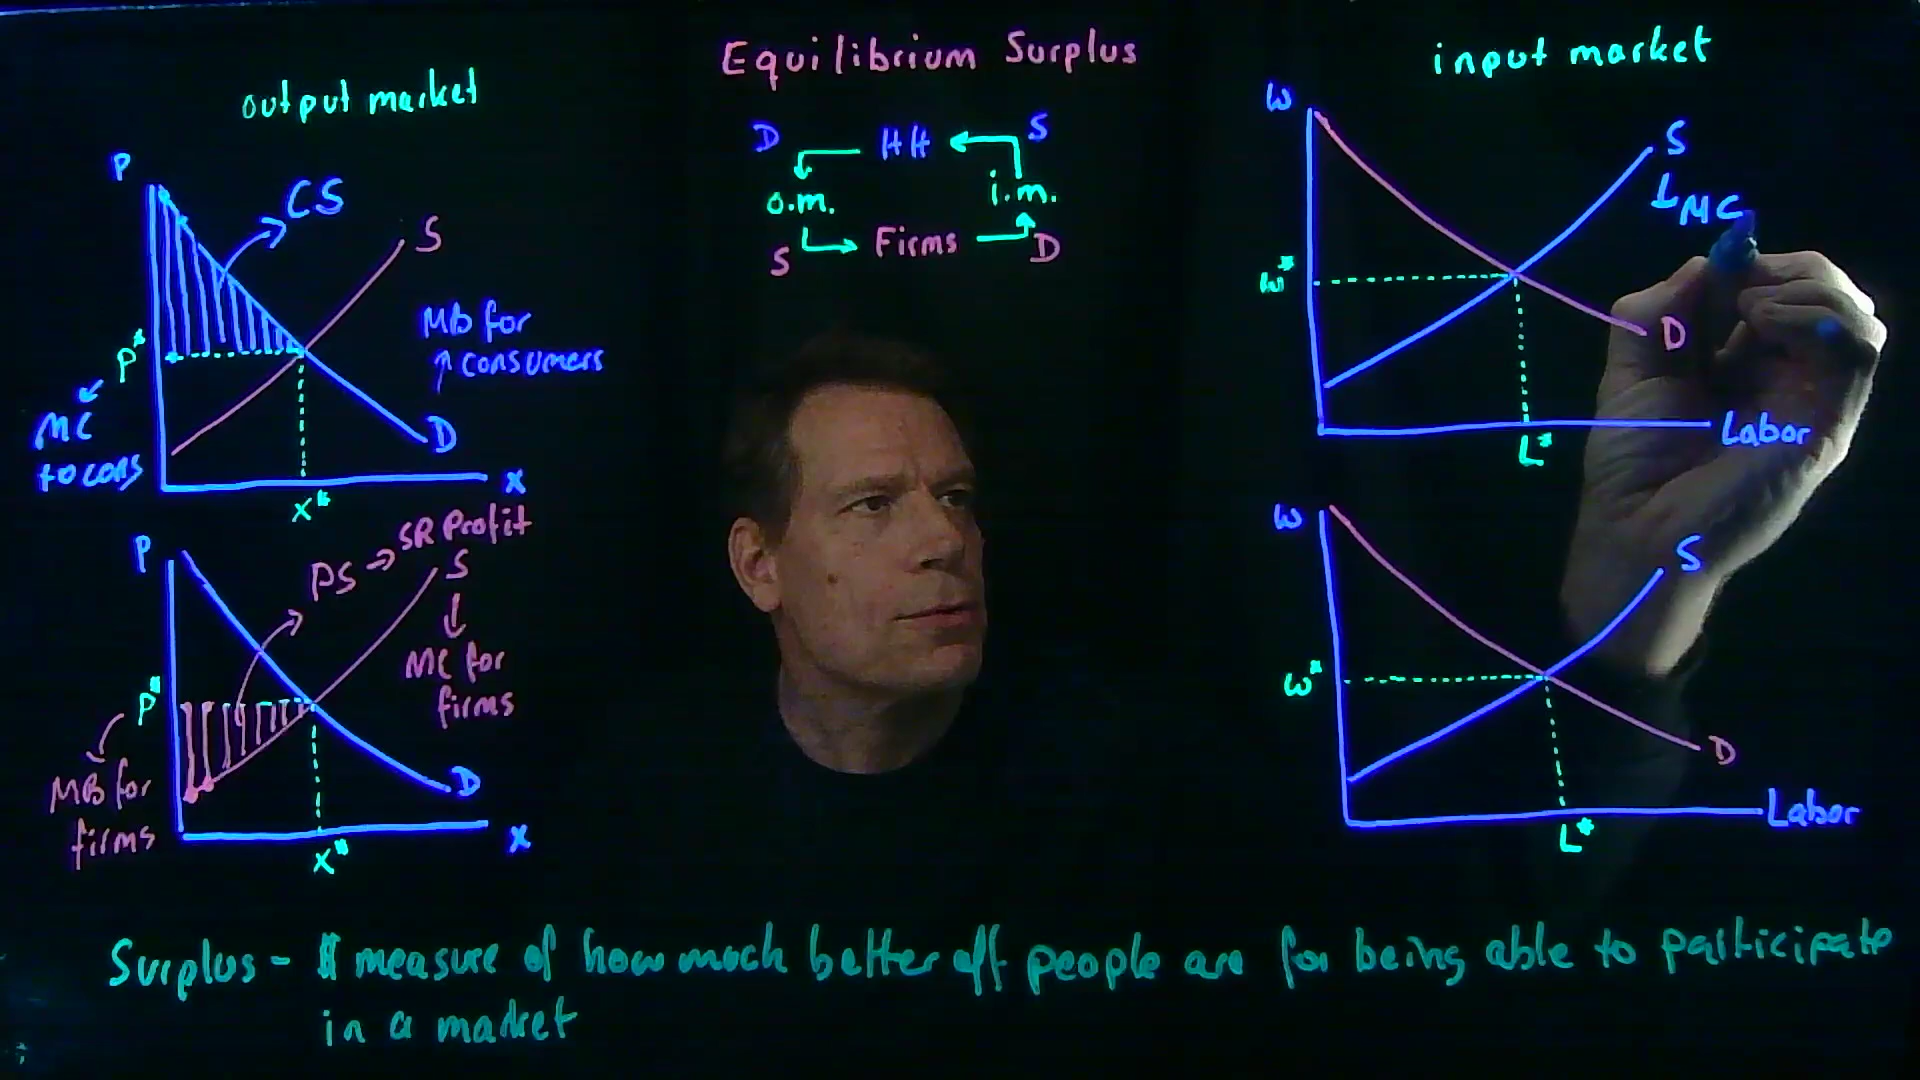 Equilibrium Surplus
output market
P
CS
S
MB for
consumers
P*
MC
to cons
D
X*
x
D
HH
S
o.m.
i.m.
S
Firms
D
input market
W
S
MC
W*
D
L*
Labor
P
PS → SR Profit
S
MC for
firms
P*
MB for
firms
D
X*
x
W
S
W*
D
L*
Labor
Surplus - $ measure of how much better off people are for being able to participate
in a market